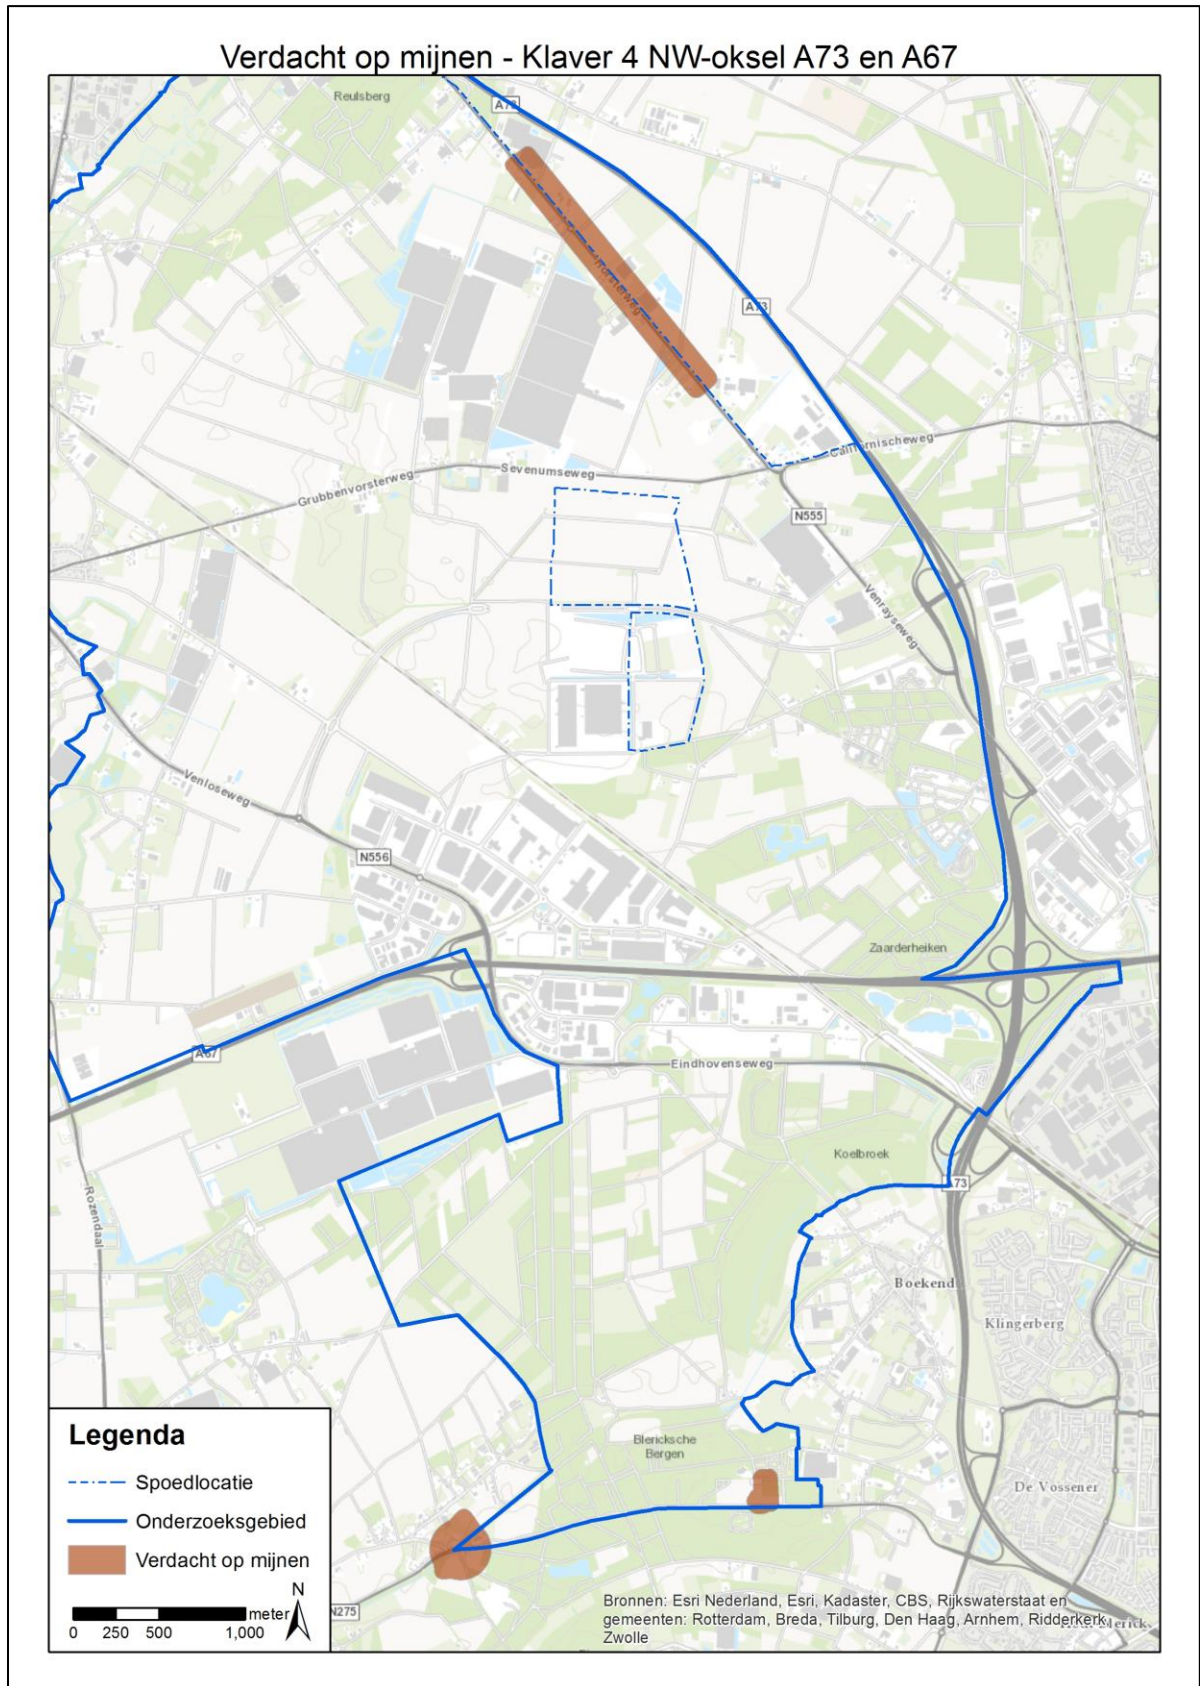 Verdacht op mijnen - Klaver 4 NW-oksel A73 en A67
Reulsberg
A73
A73
Californischeweg
Sevenumseweg
Grubbenvorsterweg
N555
Venrayseweg
Venloseweg
N556
Zaarderheiken
A67
Eindhovenseweg
Koelbroek
A73
Rozendaal
Boekend
Klingerberg
Blericksche
Bergen
De Vossener
Legenda
Spoedlocatie
Onderzoeksgebied
Verdacht op mijnen
N
meter
0 250 500 1,000
N275
Bronnen: Esri Nederland, Esri, Kadaster, CBS, Rijkswaterstaat en
gemeenten: Rotterdam, Breda, Tilburg, Den Haag, Arnhem, Ridderkerk,
Zwolle